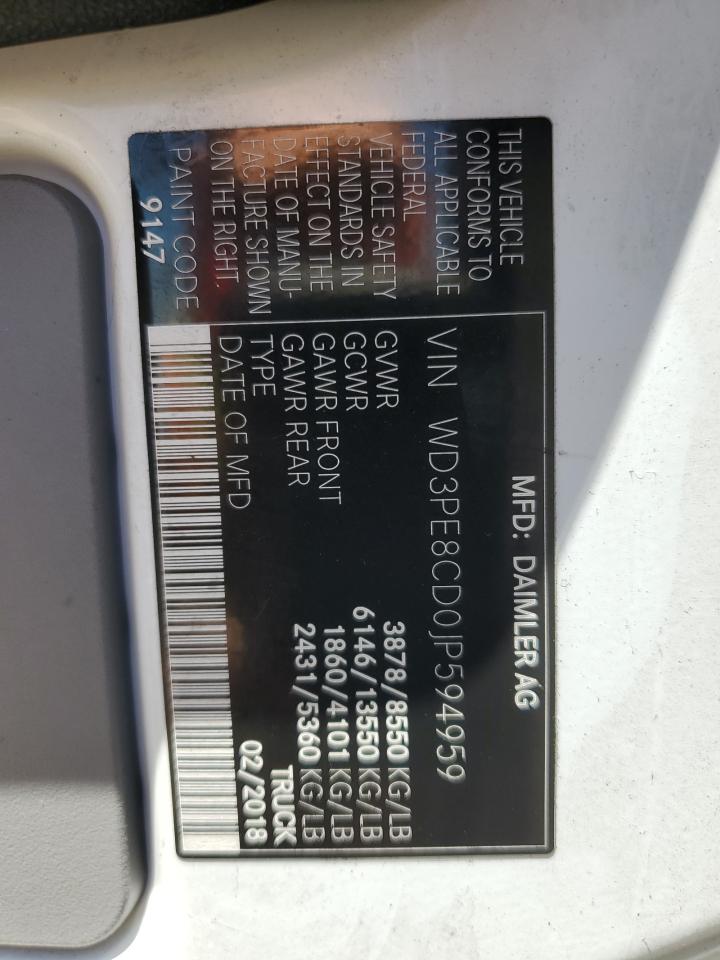 MFD: DAIMLER AG
THIS VEHICLE
CONFORMS TO
ALL APPLICABLE
FEDERAL
VEHICLE SAFETY
STANDARDS IN
EFFECT ON THE
DATE OF MANU-
FACTURE SHOWN
ON THE RIGHT.
PAINT CODE
9147
VIN WD3PE8CD0JP594959
GVWR 3878/8550 KG/LB
GCWR 6146/13550 KG/LB
GAWR FRONT 1860/4101 KG/LB
GAWR REAR 2431/5360 KG/LB
TYPE TRUCK
DATE OF MFD 02/2018